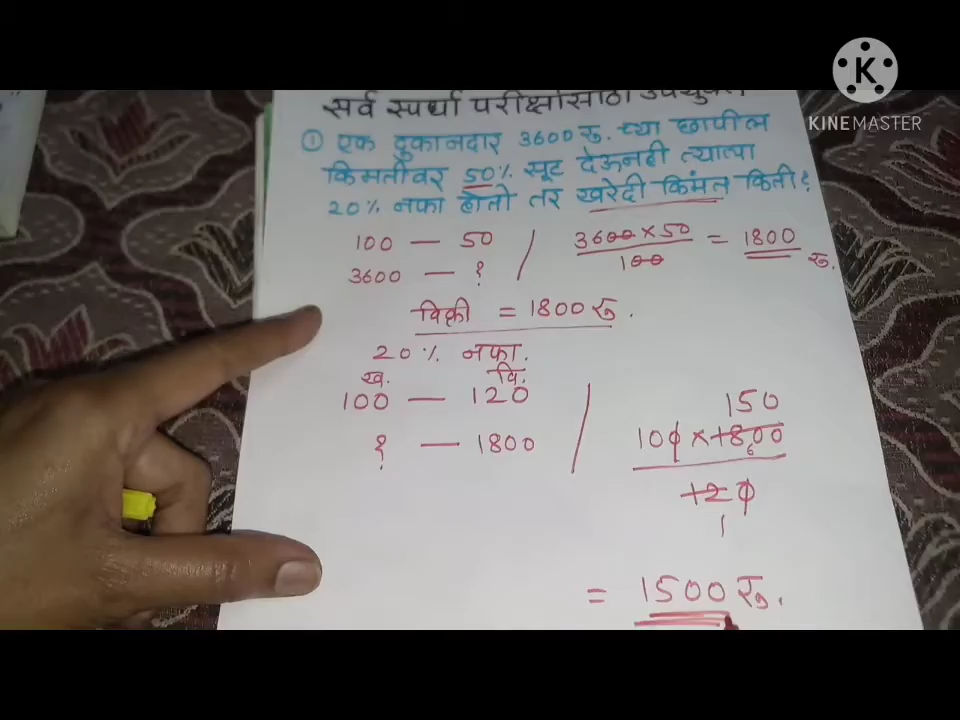 KINEMASTER
सर्व स्पर्धा परीक्षांसाठी उपयुक्त
① एक दुकानदार 3600 रु. च्या छापील
किमतीवर 50% सूट देऊनही त्याला
20% नफा होतो तर खरेदी किंमत किती?
100 — 50 / 3600 × 50 / 100 = 1800 रु.
3600 — ?
विक्री = 1800 रु.
20% नफा.
ख. वि.
100 — 120
? — 1800
150
100 × 1800
120
1
= 1500 रु.